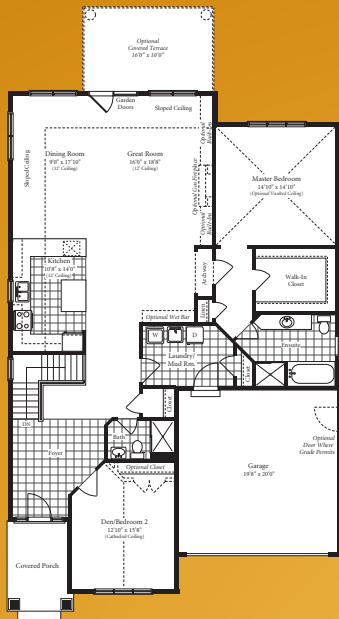 Optional
Covered Terrace
16'0" x 10'0"
Garden
Doors
Sloped Ceiling
Sloped Ceiling
Dining Room
9'0" x 17'10"
(12' Ceiling)
Great Room
16'0" x 18'8"
(12' Ceiling)
Optional
Built-Ins
Optional Gas Fireplace
Optional
Built-Ins
Master Bedroom
14'10" x 14'10"
(Optional Vaulted Ceiling)
Kitchen
10'8" x 14'0"
(12' Ceiling)
Archway
Walk-In
Closet
Linen
Optional Wet Bar
W
D
Ensuite
Laundry/
Mud Rm.
Closet
Closet
DN
Foyer
Bath
Optional Closet
Optional
Door Where
Grade Permits
Garage
19'8" x 20'0"
Den/Bedroom 2
12'10" x 15'8"
(Cathedral Ceiling)
Covered Porch